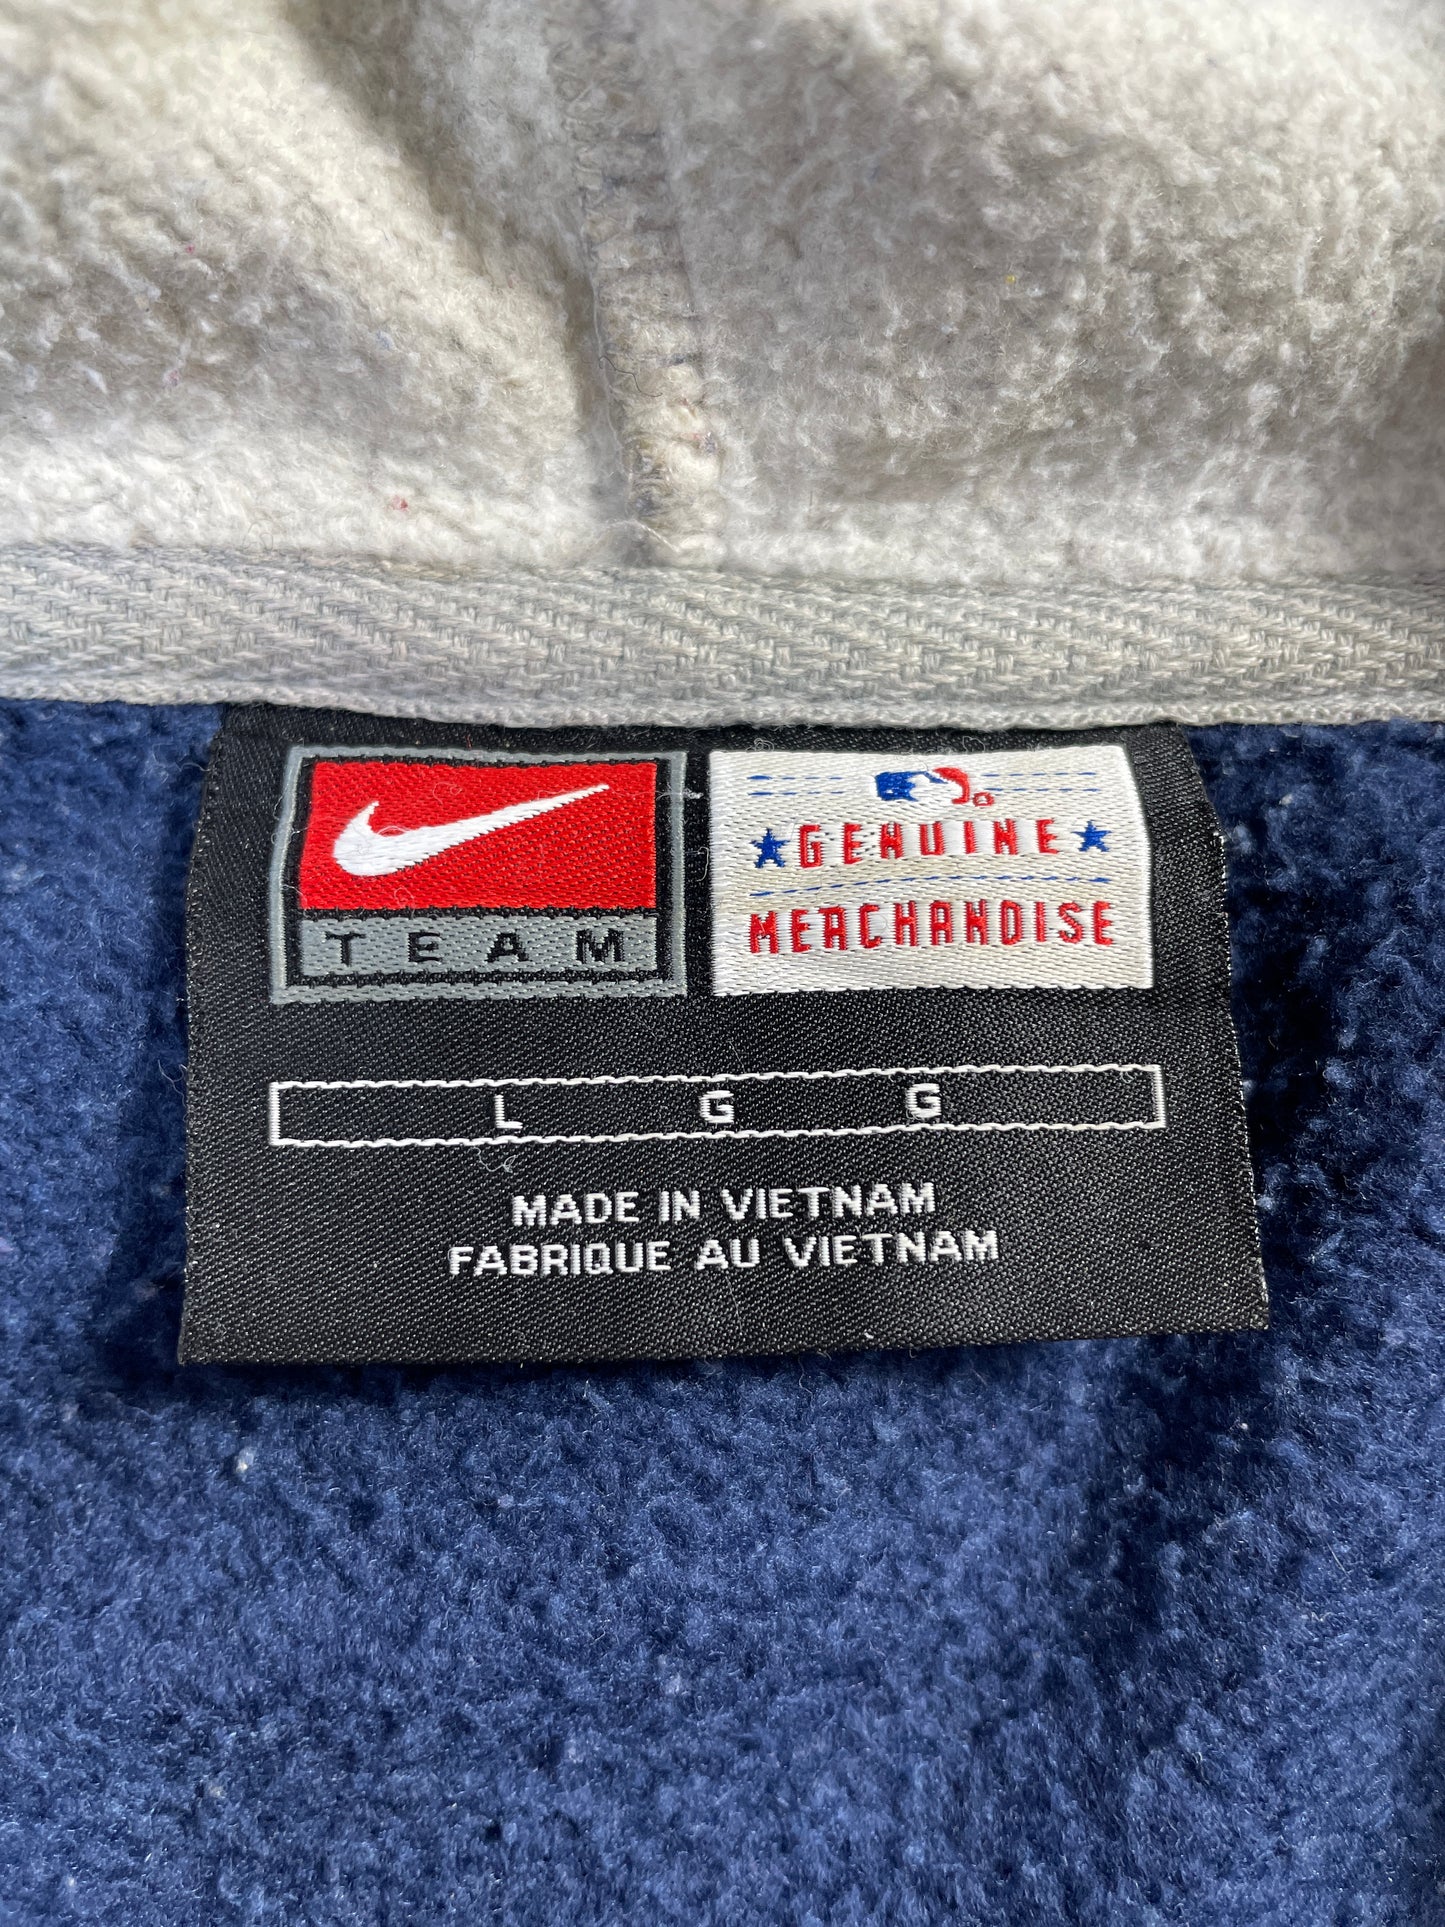 TEAM
GENUINE
MERCHANDISE
L G G
MADE IN VIETNAM
FABRIQUE AU VIETNAM